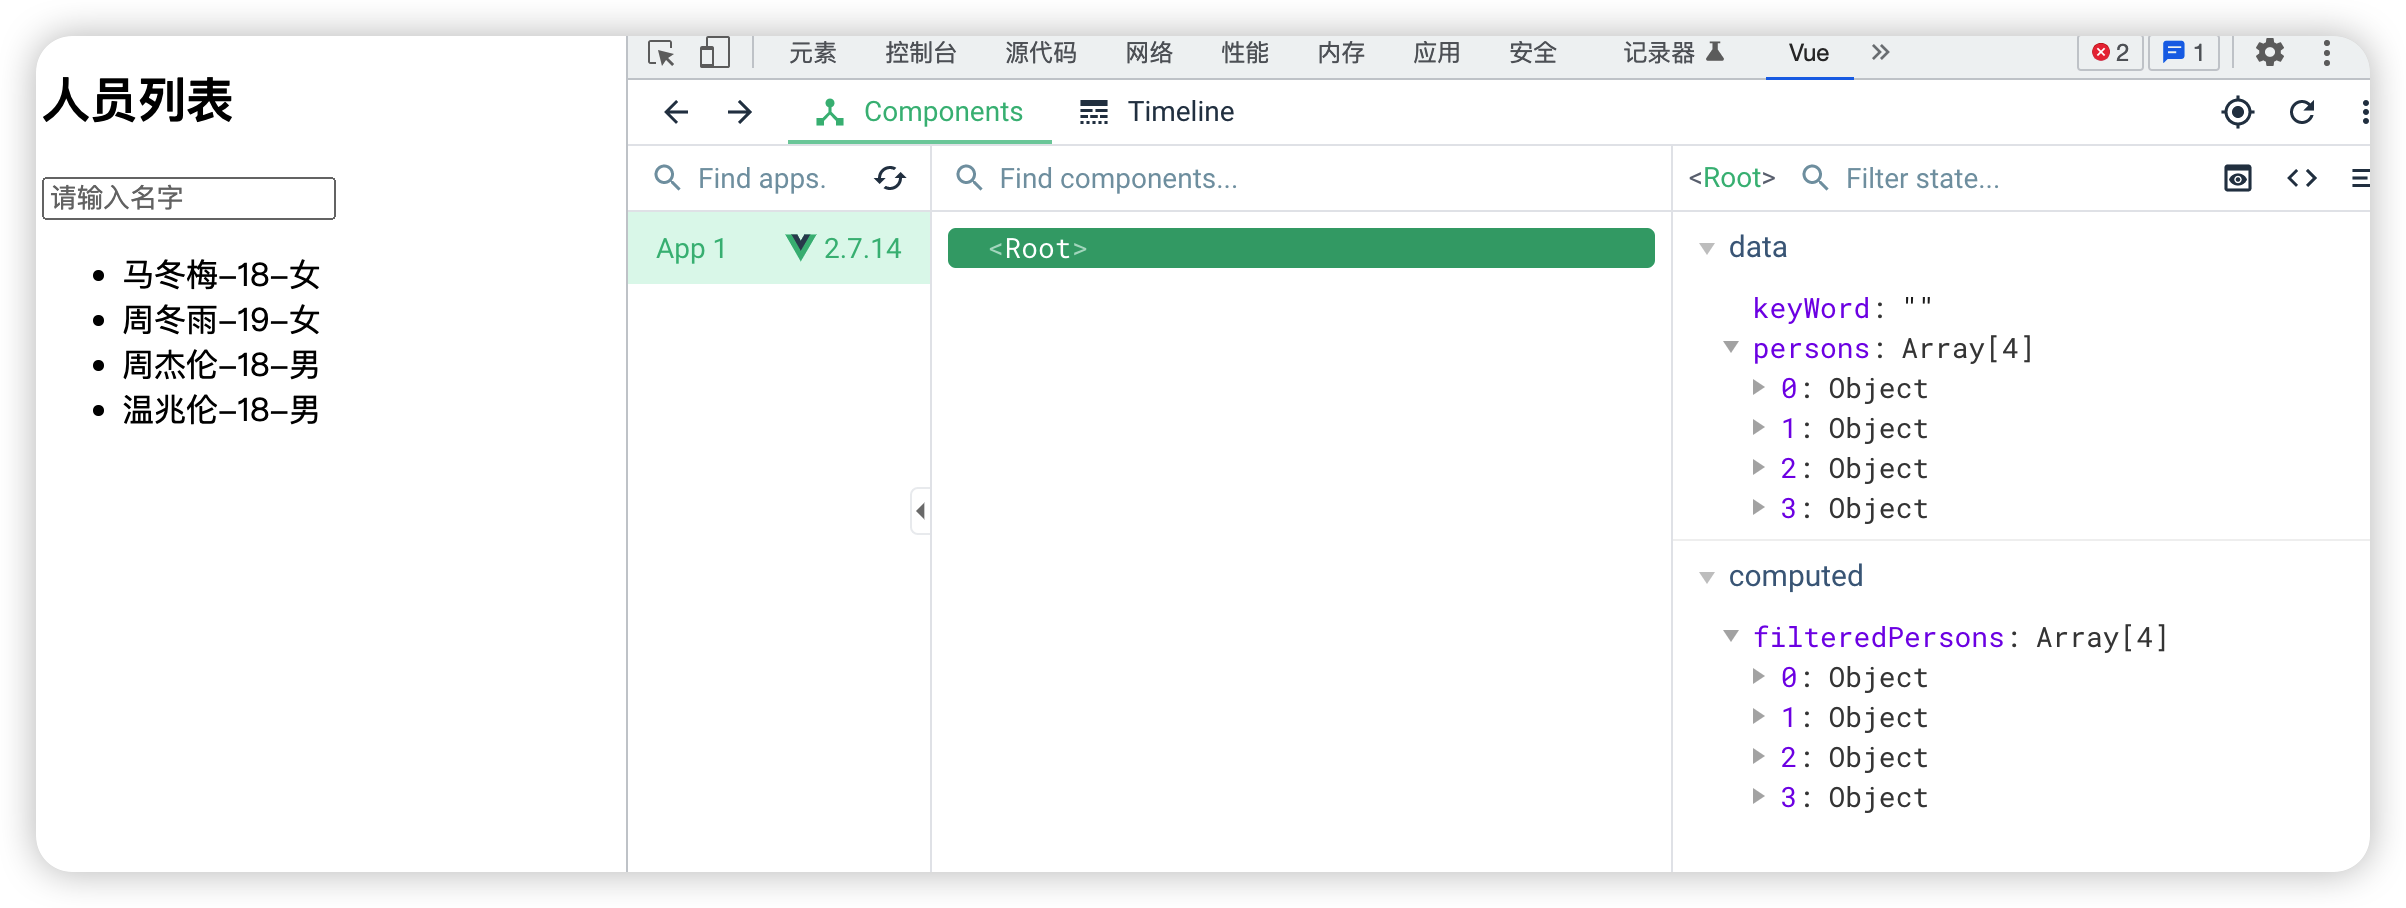 人员列表
请输入名字
马冬梅-18-女
周冬雨-19-女
周杰伦-18-男
温兆伦-18-男
元素 控制台 源代码 网络 性能 内存 应用 安全 记录器 Vue 2 1
Components Timeline
Find apps. Find components... <Root> Filter state...
App 1 2.7.14
<Root>
data
keyWord: ""
persons: Array[4]
0: Object
1: Object
2: Object
3: Object
computed
filteredPersons: Array[4]
0: Object
1: Object
2: Object
3: Object